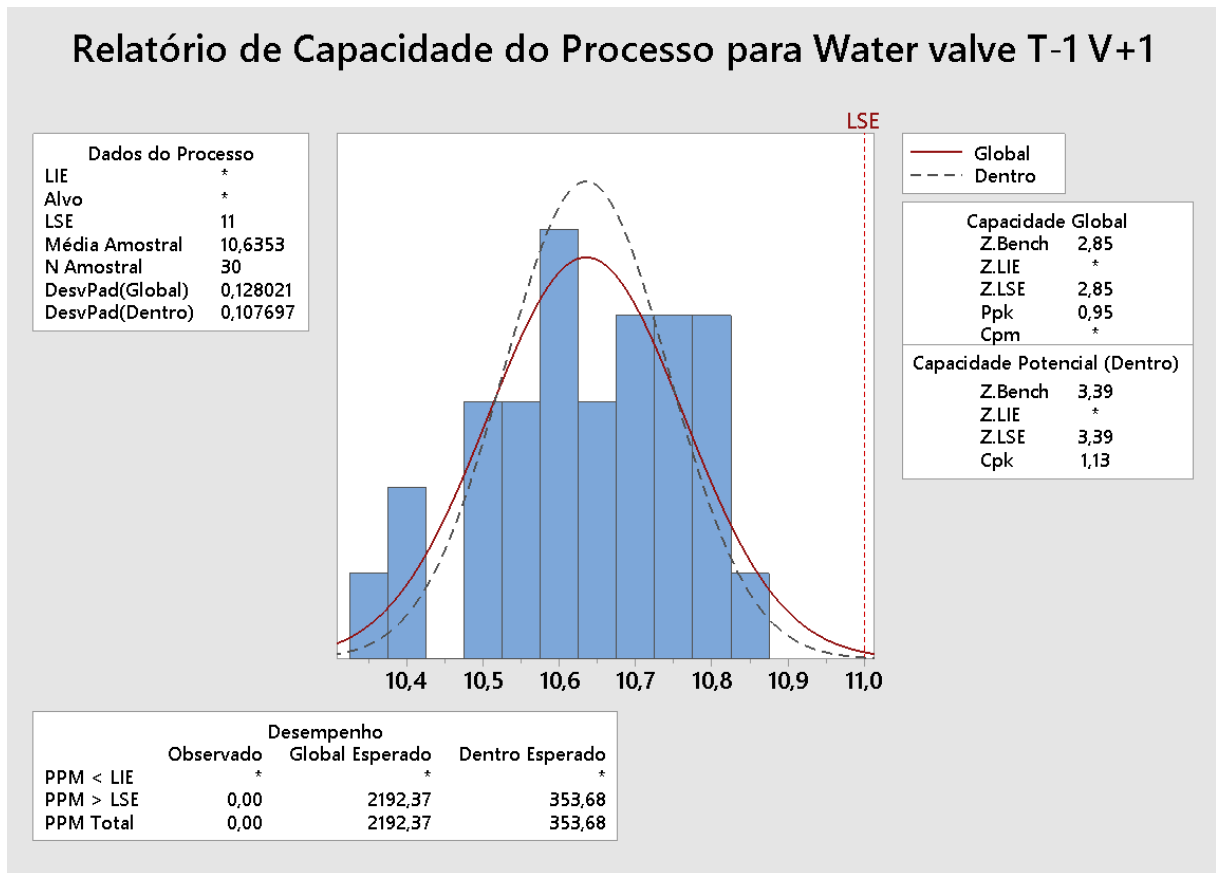 Relatório de Capacidade do Processo para Water valve T-1 V+1
LSE
Dados do Processo
LIE *
Alvo *
LSE 11
Média Amostral 10,6353
N Amostral 30
DesvPad(Global) 0,128021
DesvPad(Dentro) 0,107697
Global
Dentro
Capacidade Global
Z.Bench 2,85
Z.LIE *
Z.LSE 2,85
Ppk 0,95
Cpm *
Capacidade Potencial (Dentro)
Z.Bench 3,39
Z.LIE *
Z.LSE 3,39
Cpk 1,13
10,4 10,5 10,6 10,7 10,8 10,9 11,0
Desempenho
Observado Global Esperado Dentro Esperado
PPM < LIE * * *
PPM > LSE 0,00 2192,37 353,68
PPM Total 0,00 2192,37 353,68